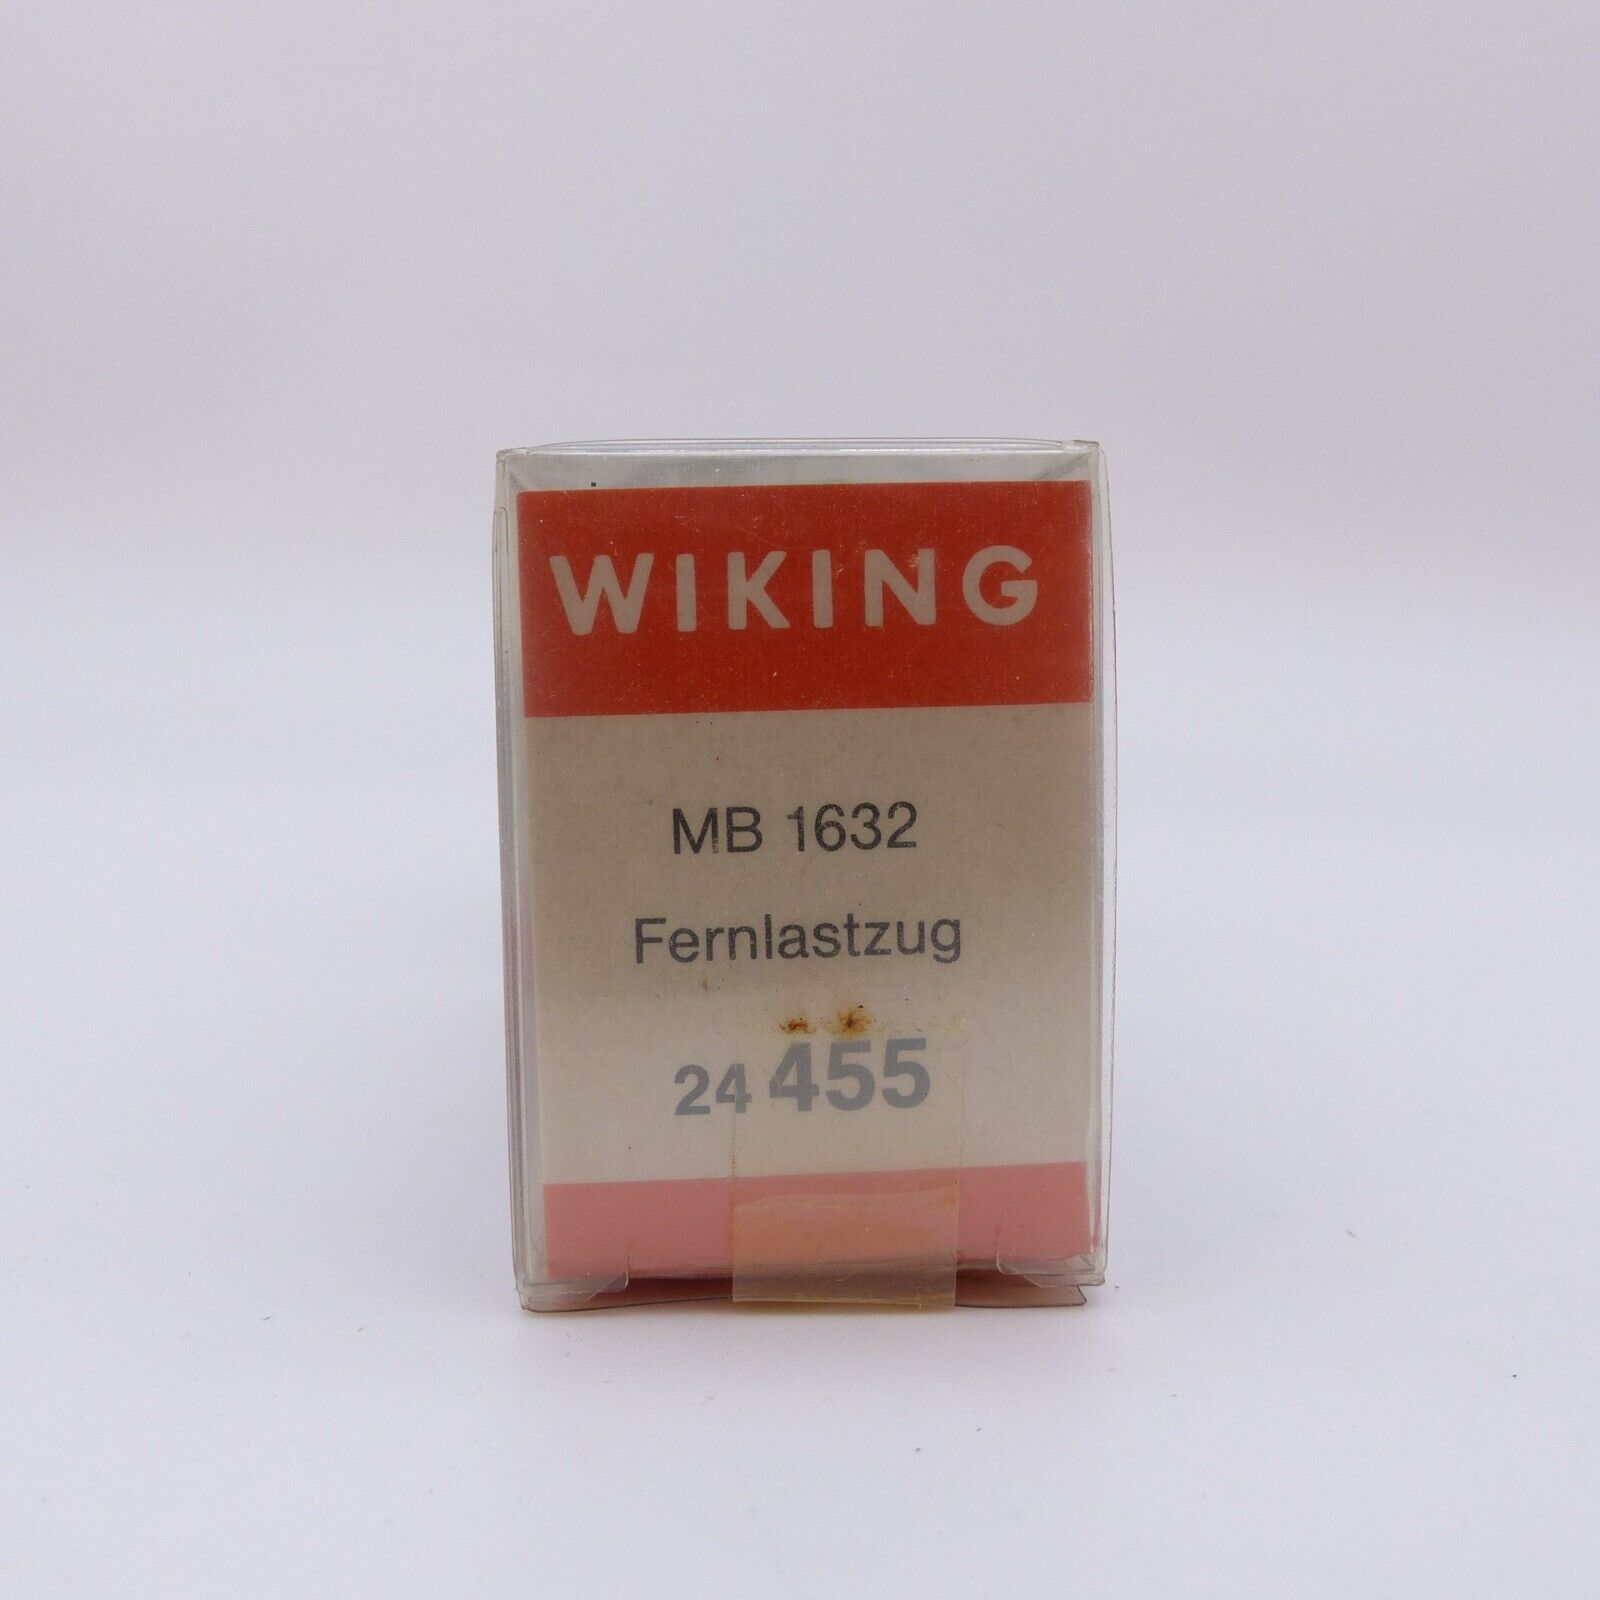 WIKING
MB 1632
Fernlastzug
24 455